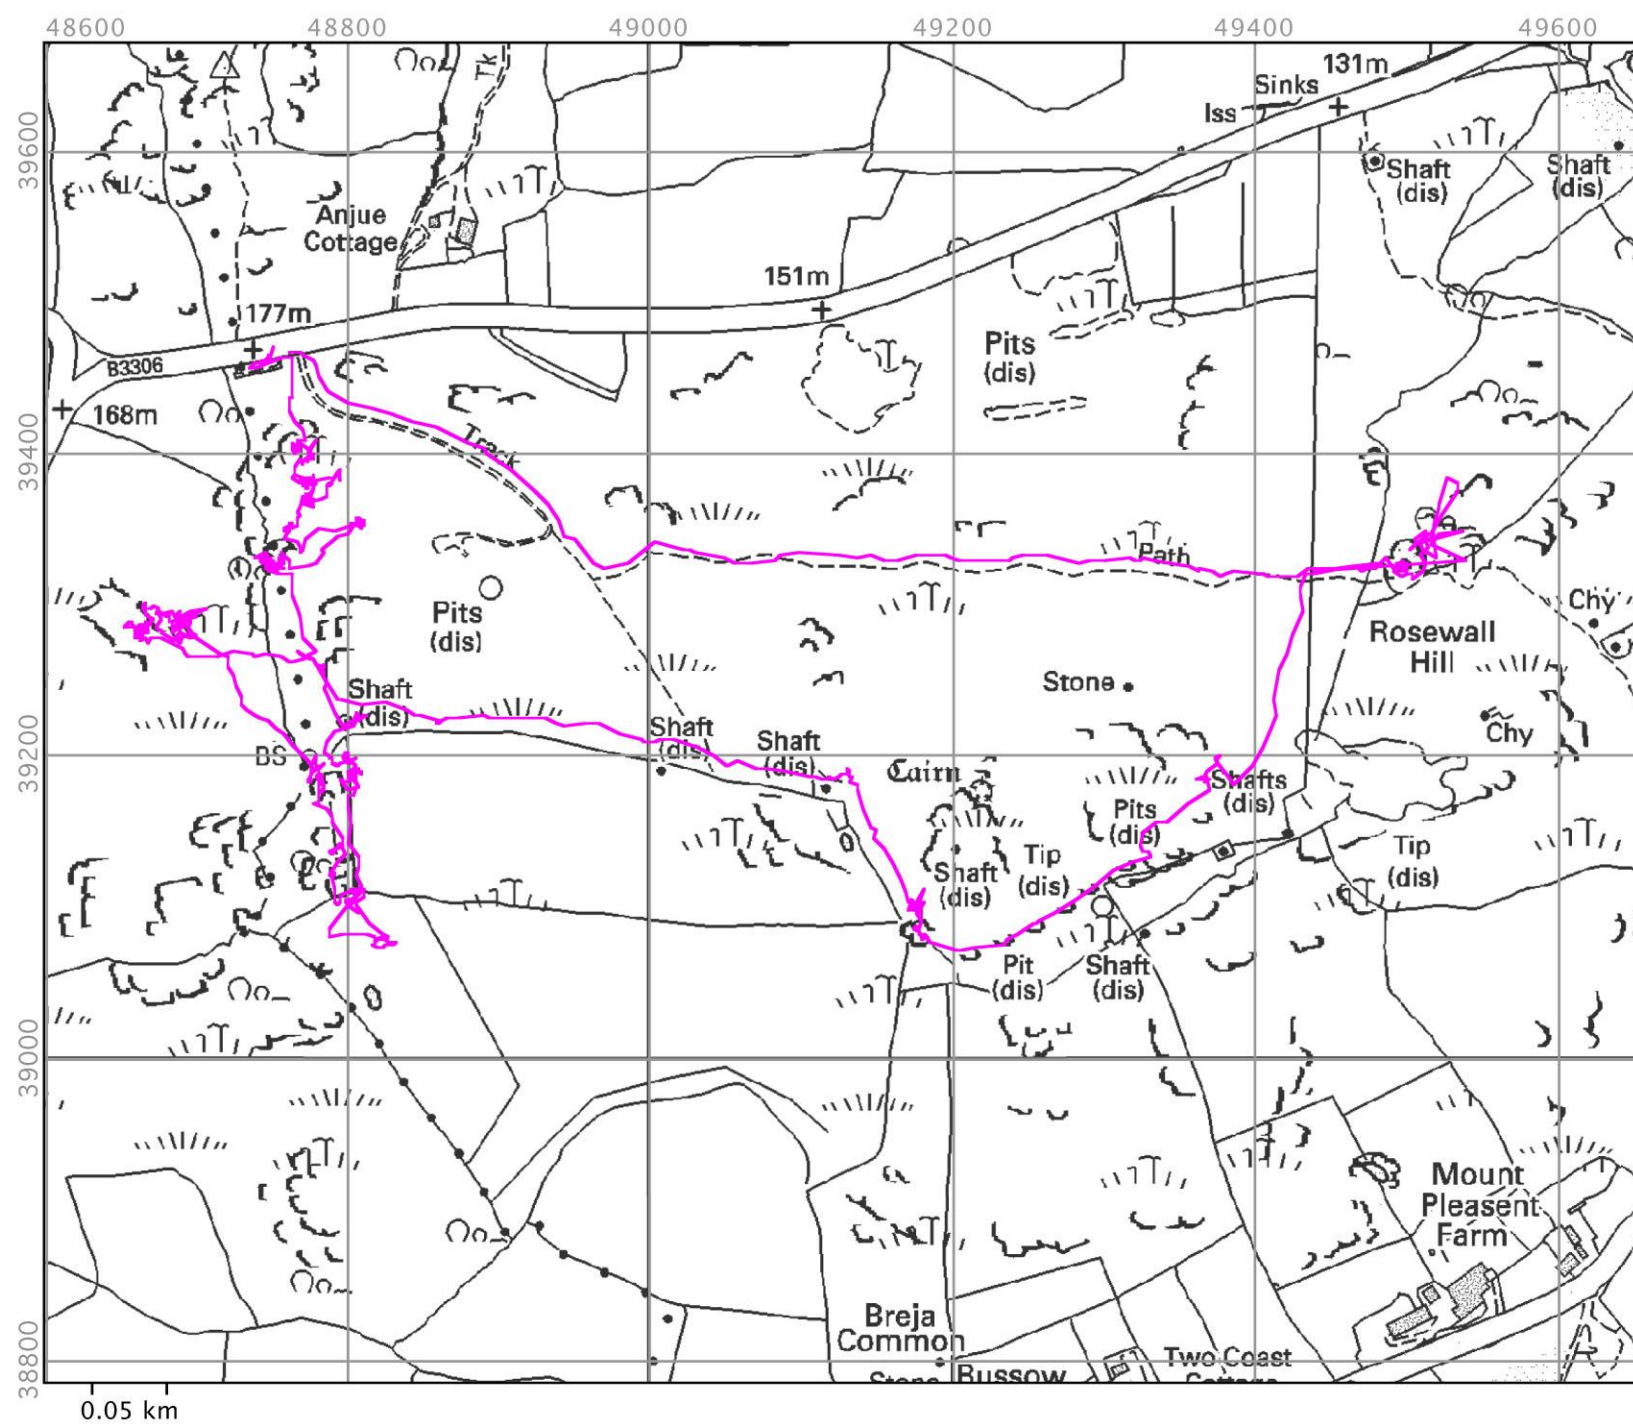 48600 48800 49000 49200 49400 49600
131m
Sinks
Iss
Tk
39600
Shaft
(dis)
Shaft
(dis)
Anjue
Cottage
151m
177m
Pits
(dis)
B3306
168m
39400
Track
Path
Pits
(dis)
Chy
Rosewall
Hill
Stone
Shaft
(dis)
Chy
Shaft
(dis)
Shaft
(dis)
39200
BS
Cairn
Shafts
(dis)
Pits
(dis)
Tip
(dis)
Tip
(dis)
Shaft
(dis)
Pit
(dis)
Shaft
(dis)
39000
Mount
Pleasent
Farm
Breja
Common
38800
Two Coast
Bussow
0.05 km